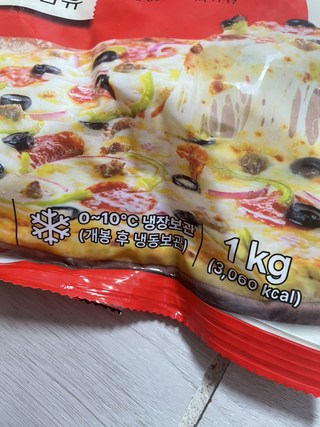 0~10℃ 냉장보관
(개봉 후 냉동보관)
1 kg
(3,060 kcal)